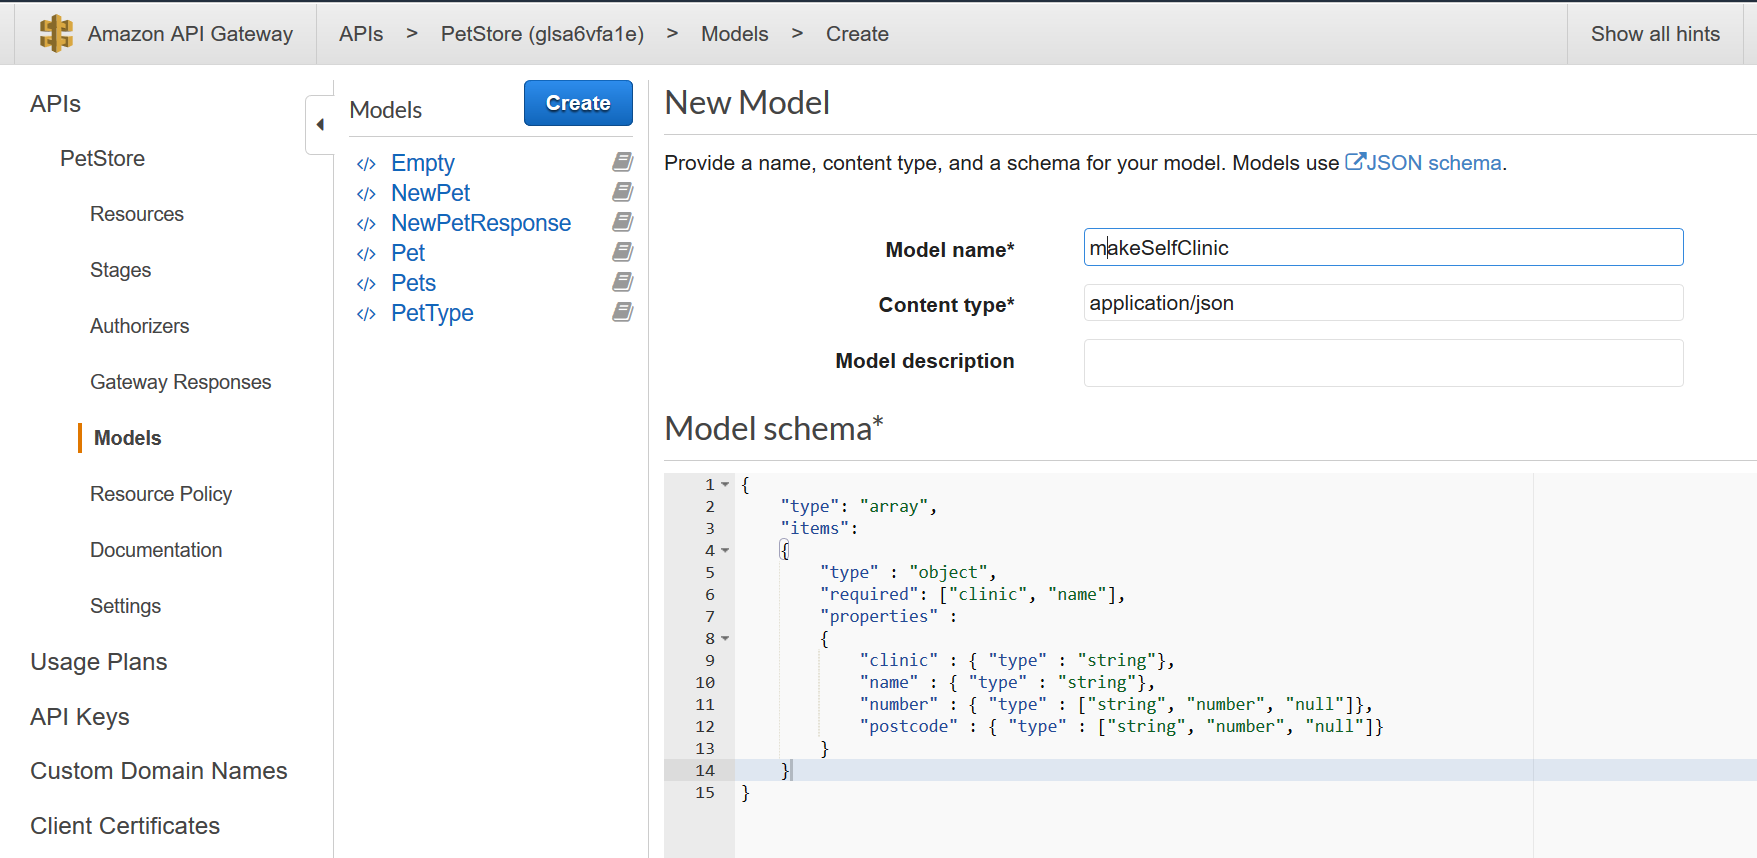 Amazon API Gateway
APIs > PetStore (glsa6vfa1e) > Models > Create
Show all hints
APIs
PetStore
Resources
Stages
Authorizers
Gateway Responses
Models
Resource Policy
Documentation
Settings
Usage Plans
API Keys
Custom Domain Names
Client Certificates
Models
Create
</> Empty
</> NewPet
</> NewPetResponse
</> Pet
</> Pets
</> PetType
New Model
Provide a name, content type, and a schema for your model. Models use JSON schema.
Model name* makeSelfClinic
Content type* application/json
Model description
Model schema*
1 {
2     "type": "array",
3     "items":
4     {
5         "type" : "object",
6         "required": ["clinic", "name"],
7         "properties" :
8         {
9             "clinic" : { "type" : "string"},
10             "name" : { "type" : "string"},
11             "number" : { "type" : ["string", "number", "null"]},
12             "postcode" : { "type" : ["string", "number", "null"]}
13         }
14     }
15 }